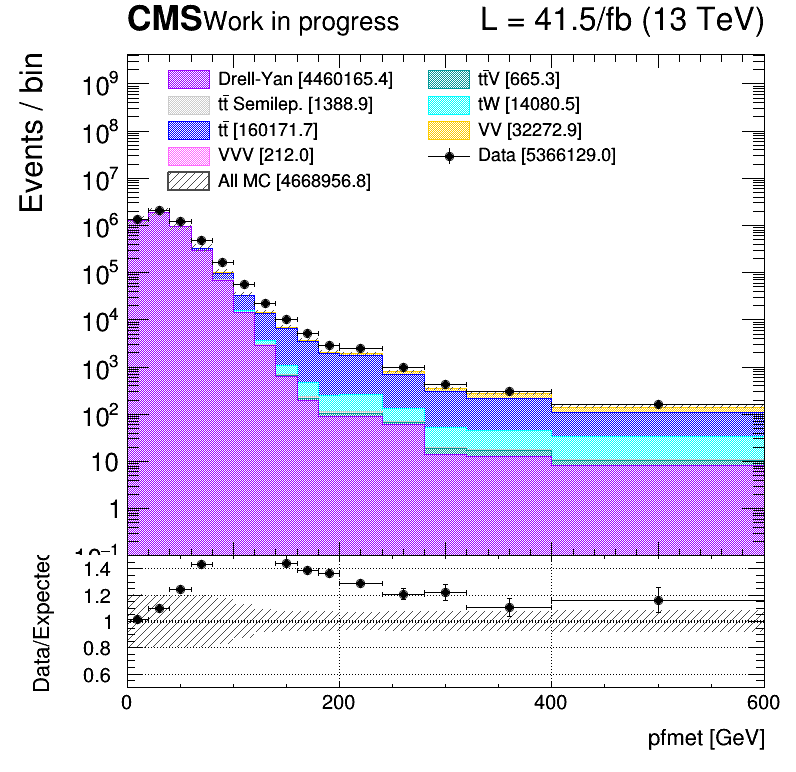 CMS Work in progress L = 41.5/fb (13 TeV)
Events / bin
Drell-Yan [4460165.4] tt̄V [665.3]
tt̄ Semilep. [1388.9] tW [14080.5]
tt̄ [160171.7] VV [32272.9]
VVV [212.0] Data [5366129.0]
All MC [4668956.8]
10⁹
10⁸
10⁷
10⁶
10⁵
10⁴
10³
10²
10
1
10⁻¹
Data/Expected
1.4
1.2
1
0.8
0.6
0 200 400 600
pfmet [GeV]